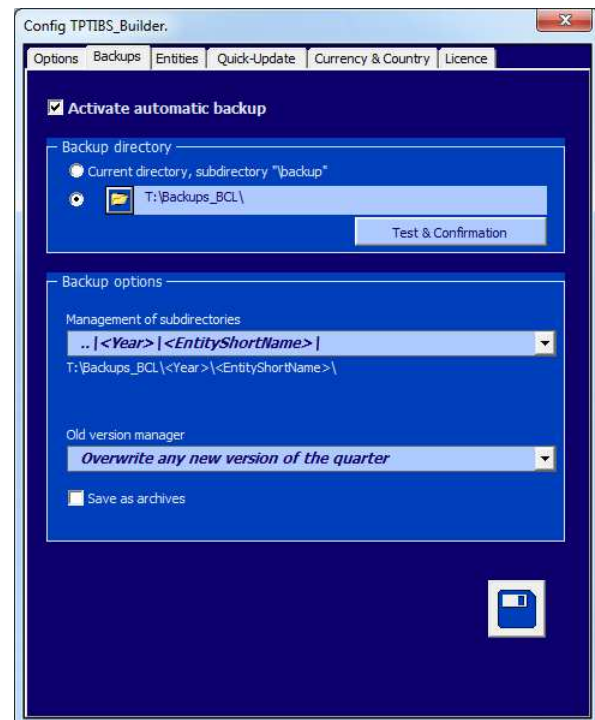 Config TPTIBS_Builder.
Options Backups Entities Quick-Update Currency & Country Licence
Activate automatic backup
Backup directory
Current directory, subdirectory "\backup"
T:\Backups_BCL\
Test & Confirmation
Backup options
Management of subdirectories
..|<Year>|<EntityShortName>|
T:\Backups_BCL\<Year>\<EntityShortName>\
Old version manager
Overwrite any new version of the quarter
Save as archives